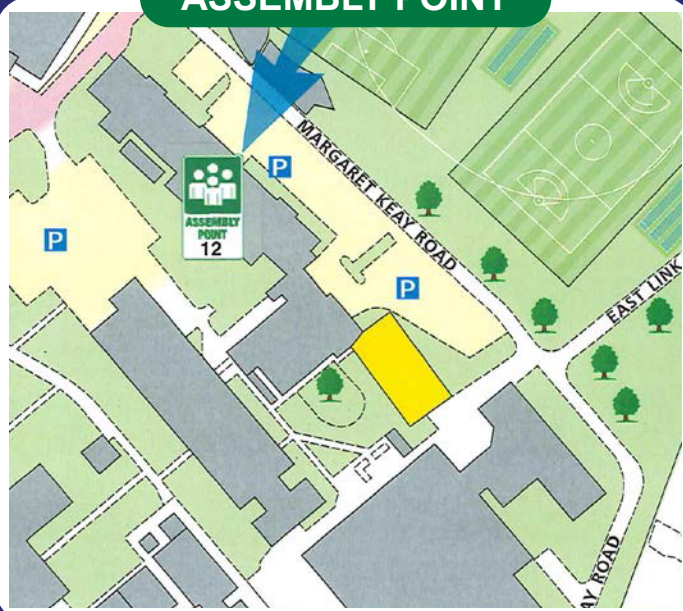 ASSEMBLY POINT
MARGARET KEAY ROAD
P
ASSEMBLY
POINT
12
P
P
EAST LINK
AY ROAD